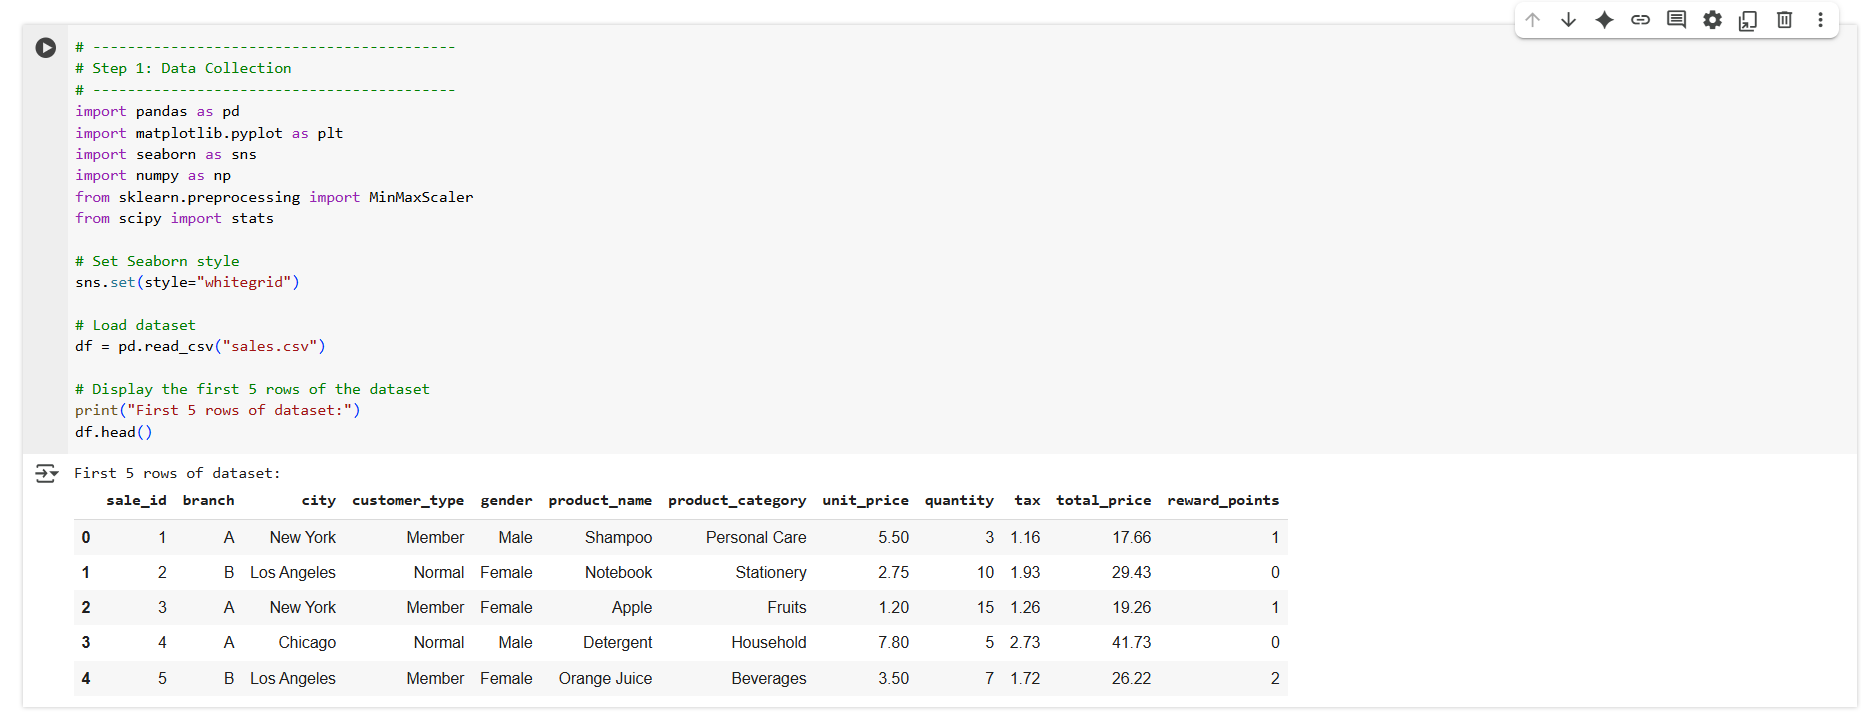 # ------------------------------------------
# Step 1: Data Collection
# ------------------------------------------
import pandas as pd
import matplotlib.pyplot as plt
import seaborn as sns
import numpy as np
from sklearn.preprocessing import MinMaxScaler
from scipy import stats
# Set Seaborn style
sns.set(style="whitegrid")
# Load dataset
df = pd.read_csv("sales.csv")
# Display the first 5 rows of the dataset
print("First 5 rows of dataset:")
df.head()
First 5 rows of dataset:
sale_id branch city customer_type gender product_name product_category unit_price quantity tax total_price reward_points
0 1 A New York Member Male Shampoo Personal Care 5.50 3 1.16 17.66 1
1 2 B Los Angeles Normal Female Notebook Stationery 2.75 10 1.93 29.43 0
2 3 A New York Member Female Apple Fruits 1.20 15 1.26 19.26 1
3 4 A Chicago Normal Male Detergent Household 7.80 5 2.73 41.73 0
4 5 B Los Angeles Member Female Orange Juice Beverages 3.50 7 1.72 26.22 2